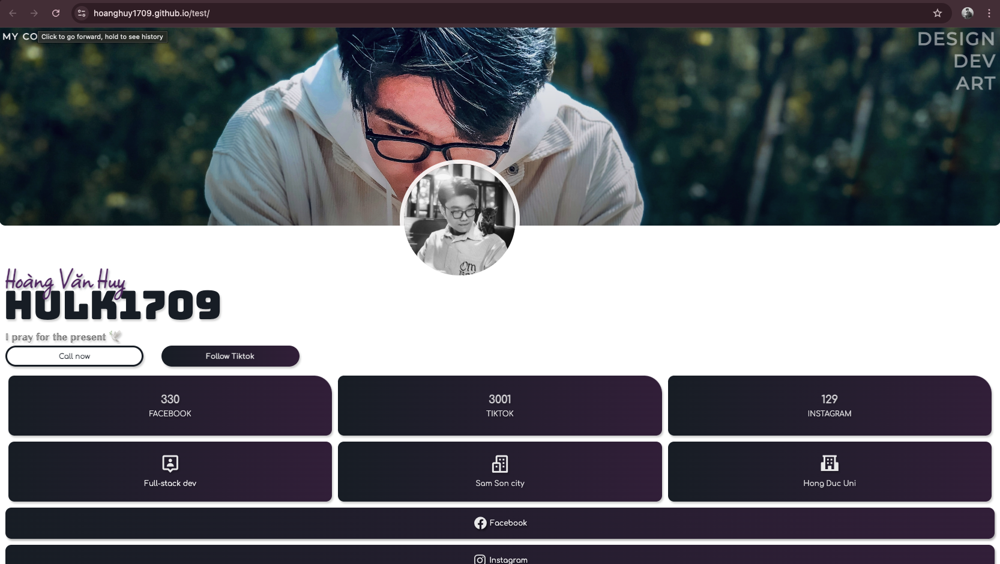 hoanghuy1709.github.io/test/
MY CO
Click to go forward, hold to see history
DESIGN
DEV
ART
Om
Hoàng Văn Huy
HULK1709
I pray for the present 🕊
Call now
Follow Tiktok
330
FACEBOOK
3001
TIKTOK
129
INSTAGRAM
Full-stack dev
Sam Son city
Hong Duc Uni
Facebook
Instagram